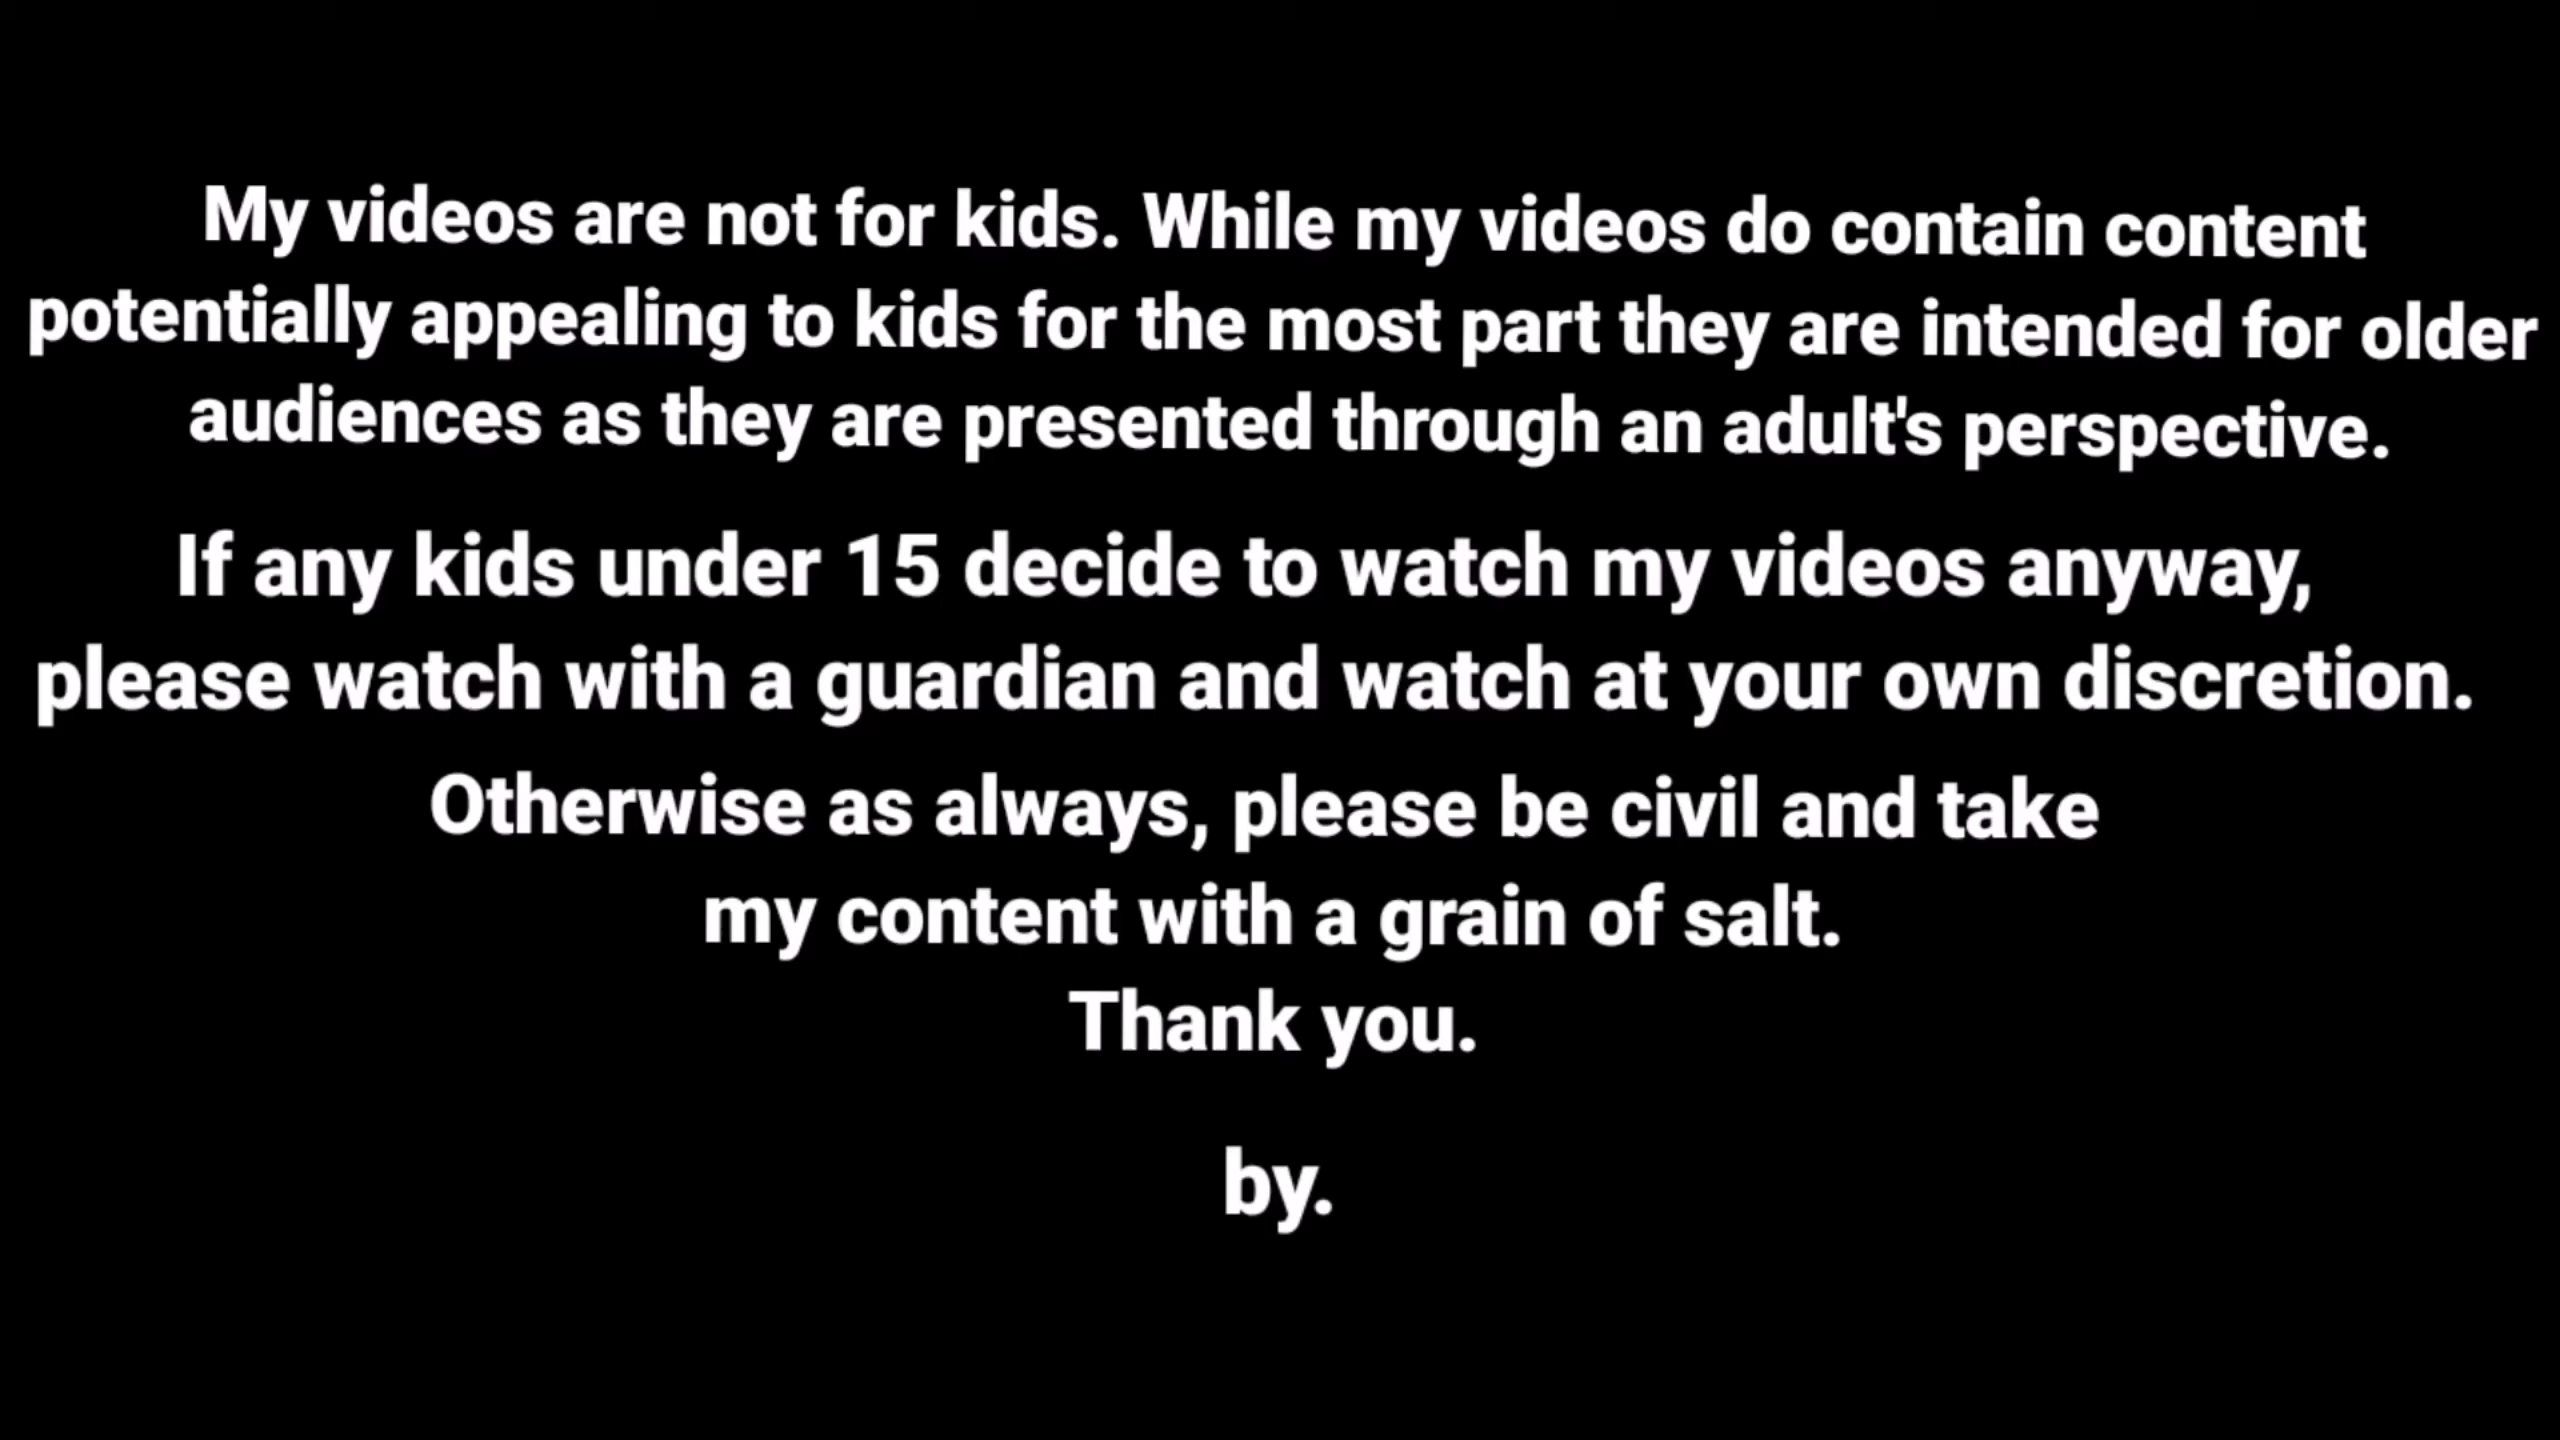 My videos are not for kids. While my videos do contain content
potentially appealing to kids for the most part they are intended for older
audiences as they are presented through an adult's perspective.
If any kids under 15 decide to watch my videos anyway,
please watch with a guardian and watch at your own discretion.
Otherwise as always, please be civil and take
my content with a grain of salt.
Thank you.
by.